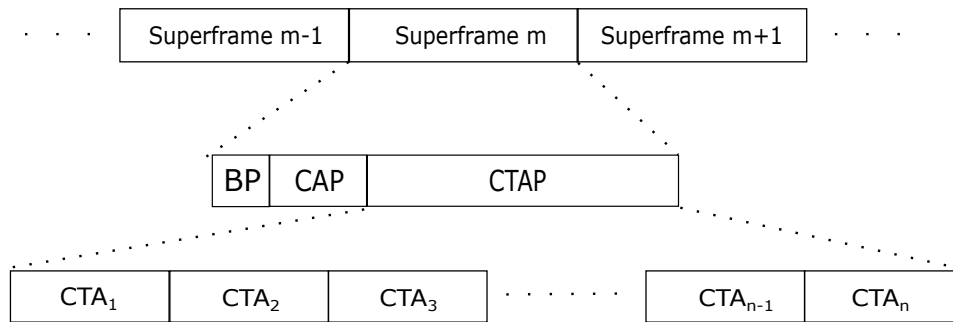 Superframe m-1 Superframe m Superframe m+1
BP CAP CTAP
CTA₁ CTA₂ CTA₃ CTAₙ₋₁ CTAₙ